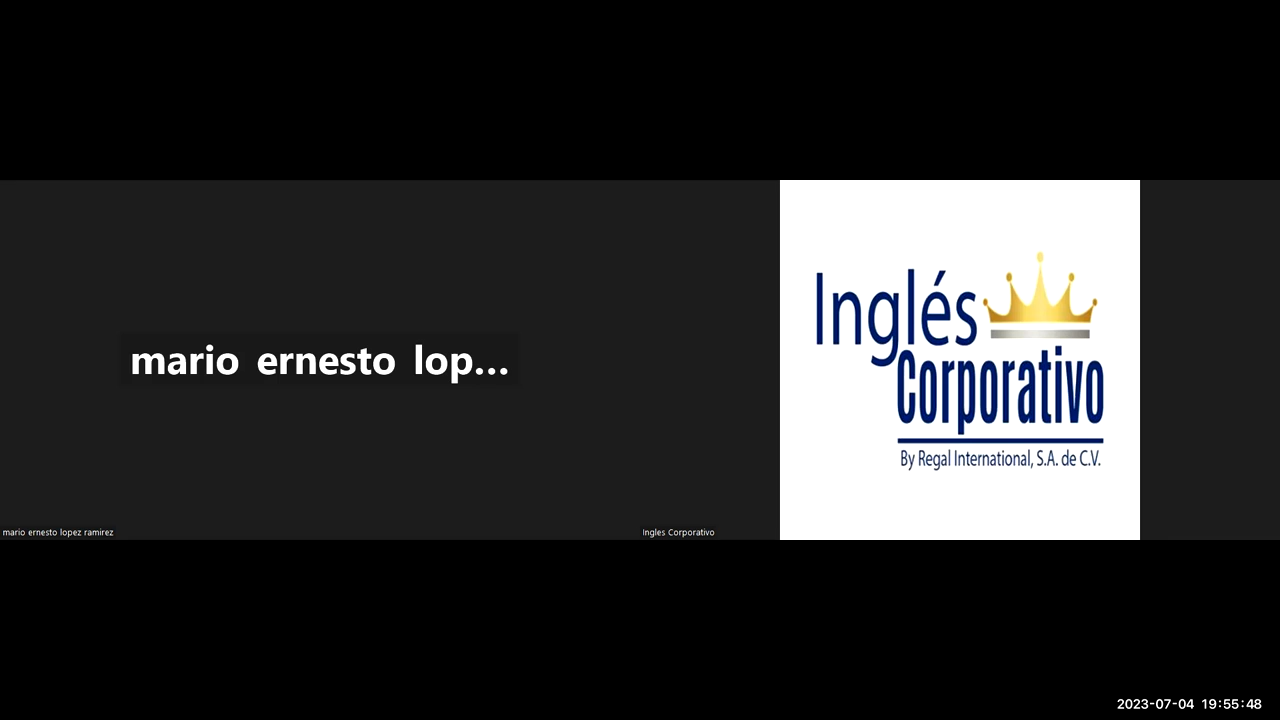 mario ernesto lop...
mario ernesto lopez ramirez
Inglés
Corporativo
By Regal International, S.A. de C.V.
Ingles Corporativo
2023-07-04 19:55:48